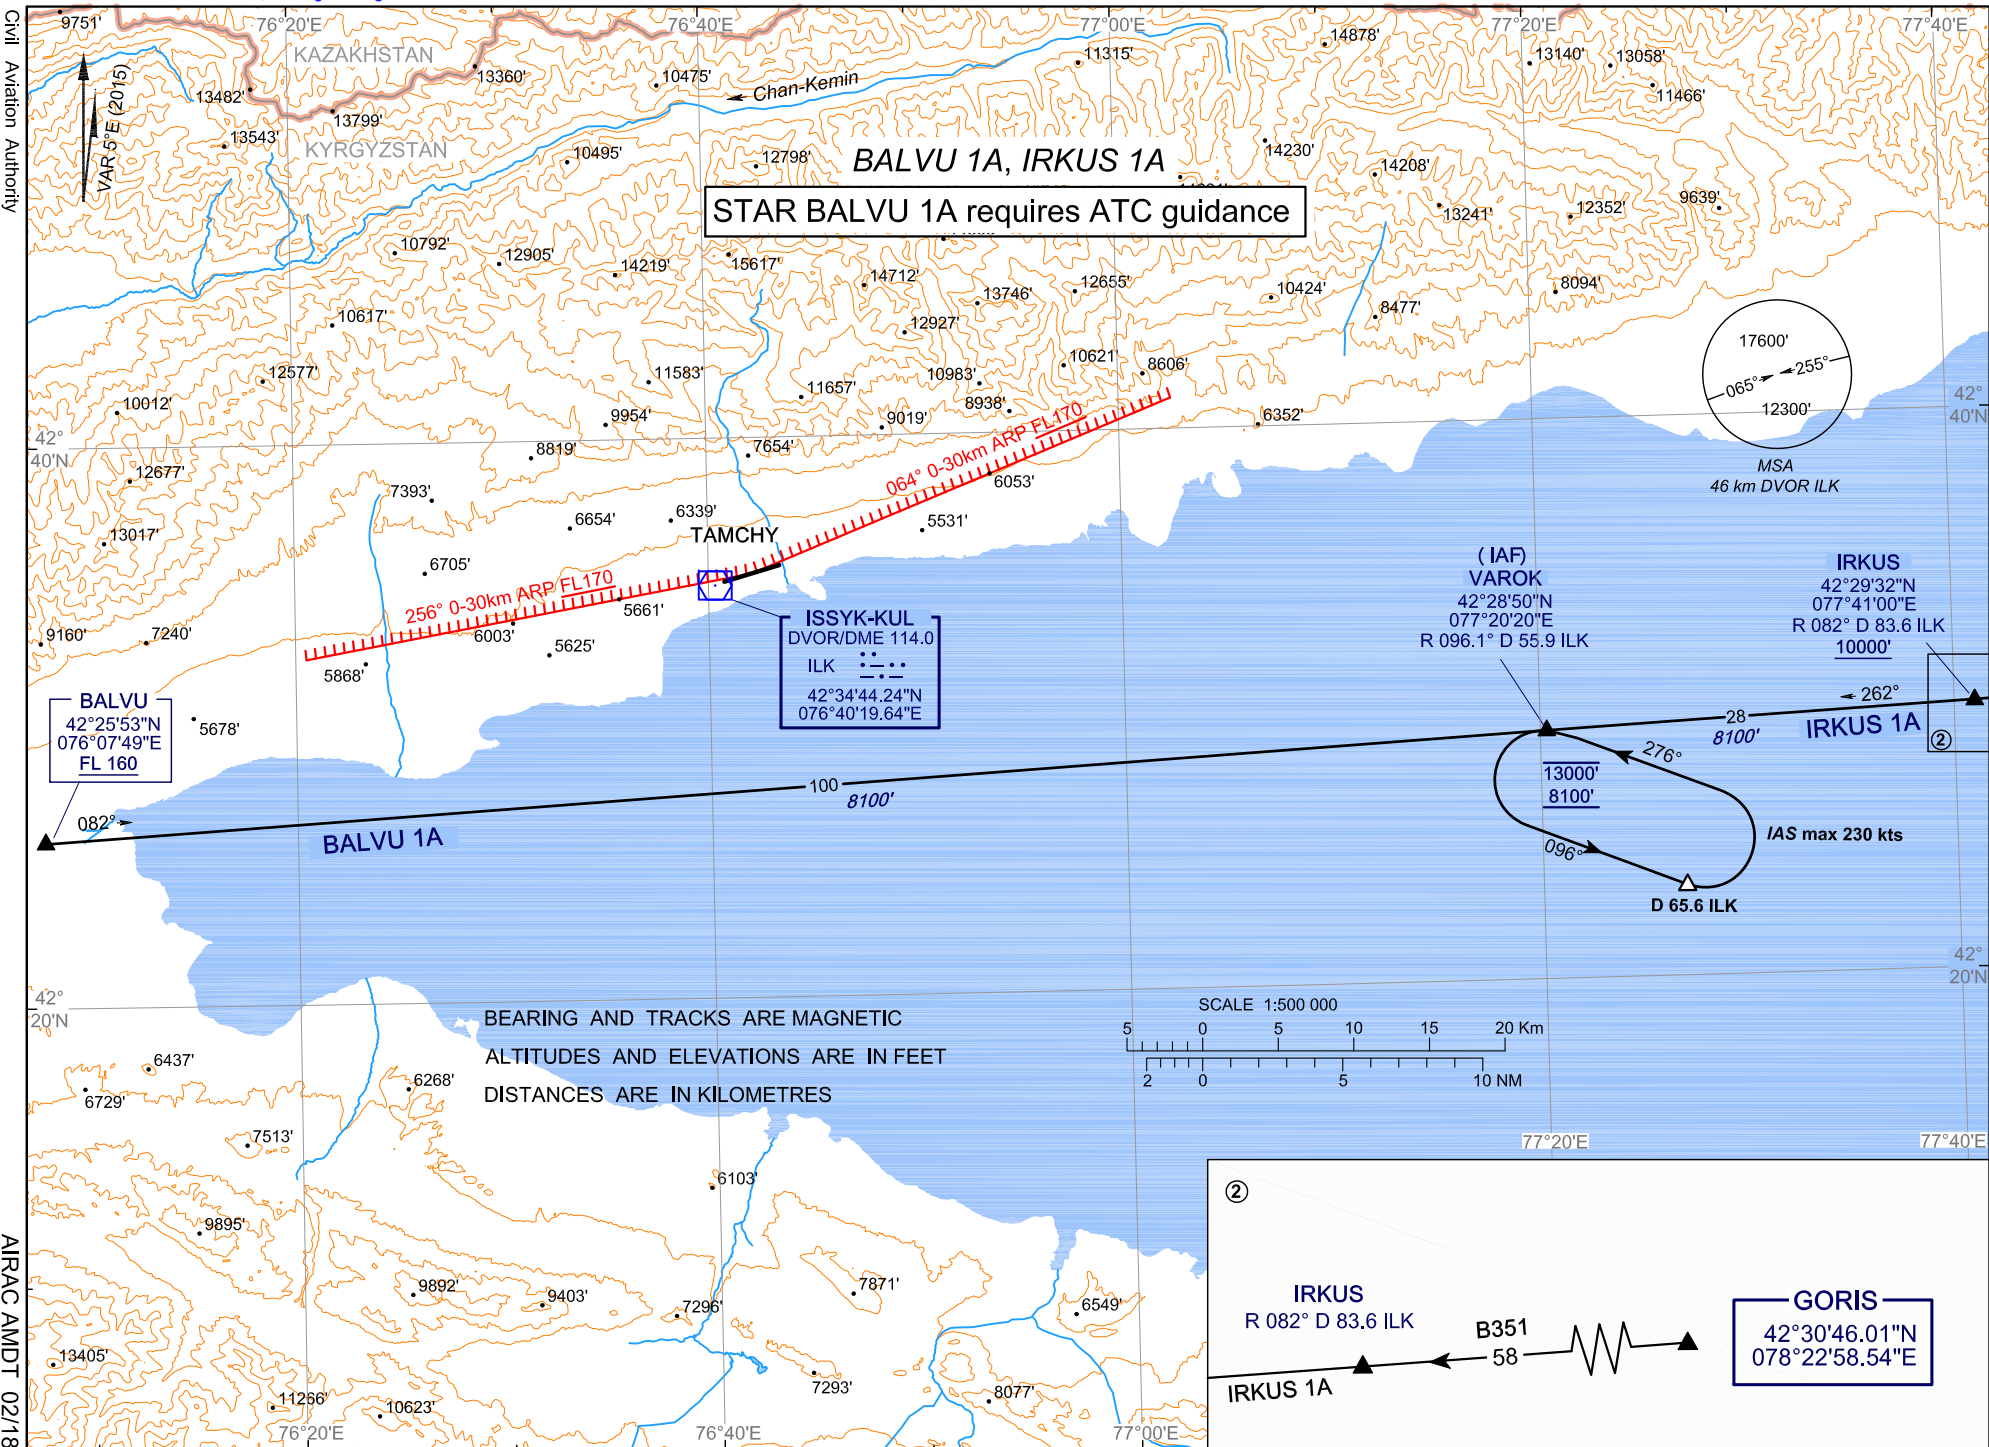 Civil Aviation Authority
AIRAC AMDT 02/18
VAR 5°E (2015)
76°20'E
76°40'E
77°00'E
77°20'E
77°40'E
KAZAKHSTAN
KYRGYZSTAN
9751'
13360'
10475'
11315'
14878'
13140'
13058'
11466'
13482'
13799'
13543'
Chan-Kemin
10495'
12798'
BALVU 1A, IRKUS 1A
14230'
14208'
STAR BALVU 1A requires ATC guidance
13241'
12352'
9639'
10792'
12905'
14219'
15617'
14712'
13746'
12655'
10424'
8094'
8477'
10617'
12927'
12577'
11583'
11657'
10983'
10621'
8606'
8938'
10012'
9954'
9019'
6352'
17600'
065°
255°
12300'
MSA
46 km DVOR ILK
42°
40'N
42°
40'N
8819'
7654'
12677'
7393'
6654'
6339'
064° 0-30km ARP FL170
6053'
5531'
13017'
6705'
TAMCHY
256° 0-30km ARP FL170
5661'
6003'
5625'
5868'
9160'
7240'
5678'
ISSYK-KUL
DVOR/DME 114.0
ILK
42°34'44.24"N
076°40'19.64"E
(IAF)
VAROK
42°28'50"N
077°20'20"E
R 096.1° D 55.9 ILK
IRKUS
42°29'32"N
077°41'00"E
R 082° D 83.6 ILK
10000'
BALVU
42°25'53"N
076°07'49"E
FL 160
082°
BALVU 1A
100
8100'
262°
28
8100'
IRKUS 1A
②
276°
13000'
8100'
096°
IAS max 230 kts
D 65.6 ILK
42°
20'N
42°
20'N
BEARING AND TRACKS ARE MAGNETIC
ALTITUDES AND ELEVATIONS ARE IN FEET
DISTANCES ARE IN KILOMETRES
SCALE 1:500 000
5 0 5 10 15 20 Km
2 0 5 10 NM
77°20'E
77°40'E
6437'
6729'
6268'
7513'
6103'
9895'
9892'
9403'
7296'
7871'
6549'
13405'
11266'
10623'
7293'
8077'
76°20'E
76°40'E
77°00'E
②
IRKUS
R 082° D 83.6 ILK
B351
58
IRKUS 1A
GORIS
42°30'46.01"N
078°22'58.54"E